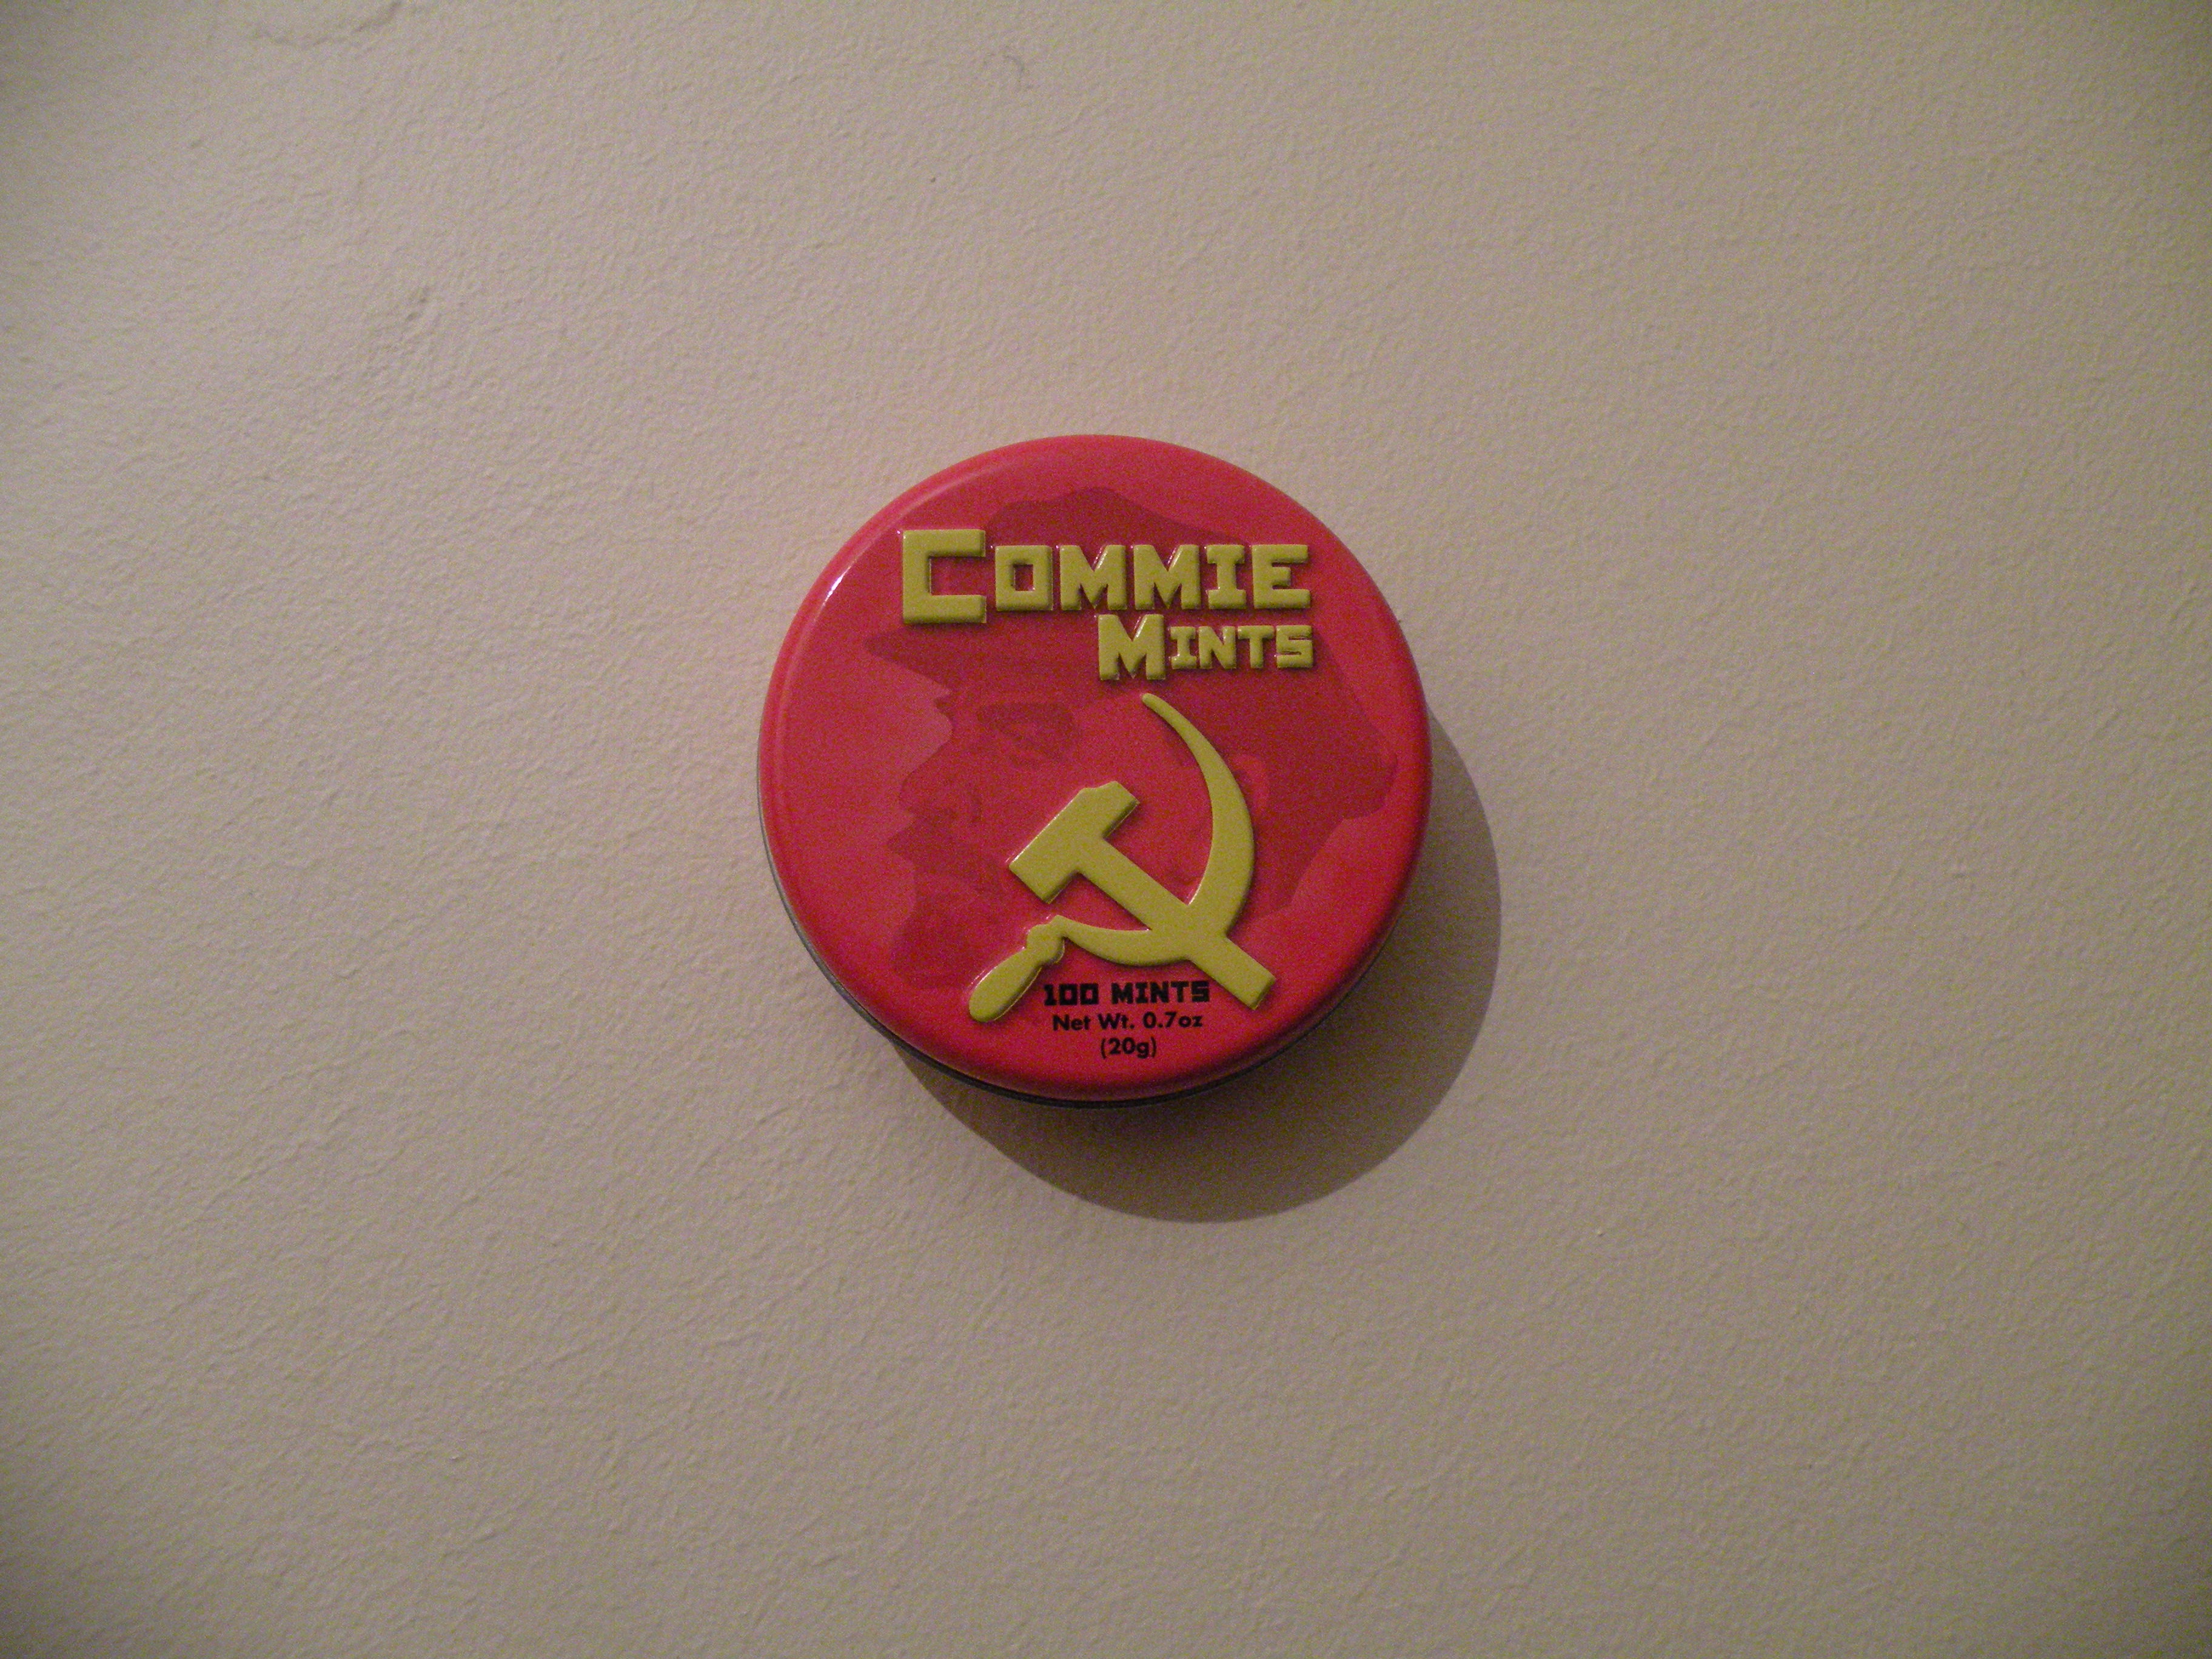 COMMIE
MINTS
100 MINTS
Net Wt. 0.7oz
(20g)